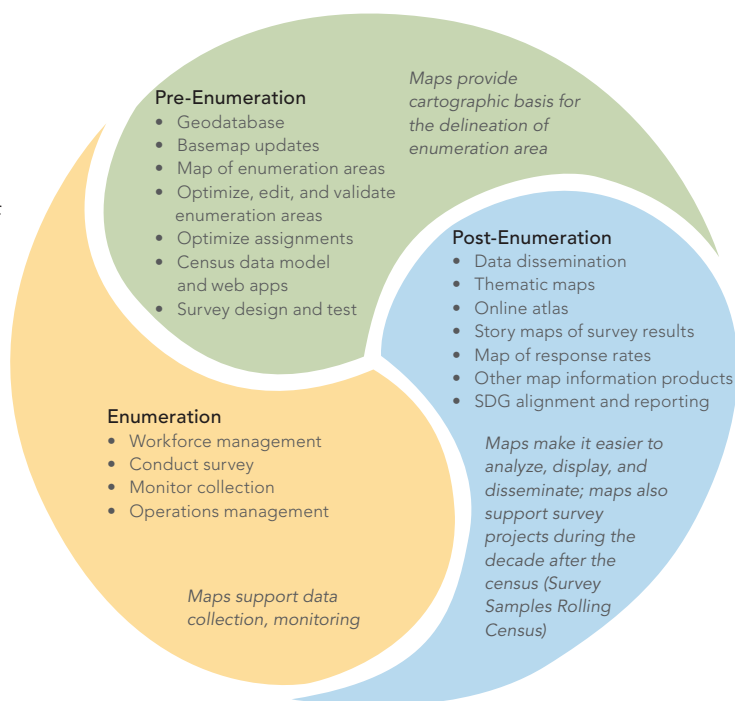 Pre-Enumeration
• Geodatabase
• Basemap updates
• Map of enumeration areas
• Optimize, edit, and validate
enumeration areas
• Optimize assignments
• Census data model
and web apps
• Survey design and test
Maps provide
cartographic basis for
the delineation of
enumeration area
Post-Enumeration
• Data dissemination
• Thematic maps
• Online atlas
• Story maps of survey results
• Map of response rates
• Other map information products
• SDG alignment and reporting
Maps make it easier to
analyze, display, and
disseminate; maps also
support survey
projects during the
decade after the
census (Survey
Samples Rolling
Census)
Enumeration
• Workforce management
• Conduct survey
• Monitor collection
• Operations management
Maps support data
collection, monitoring